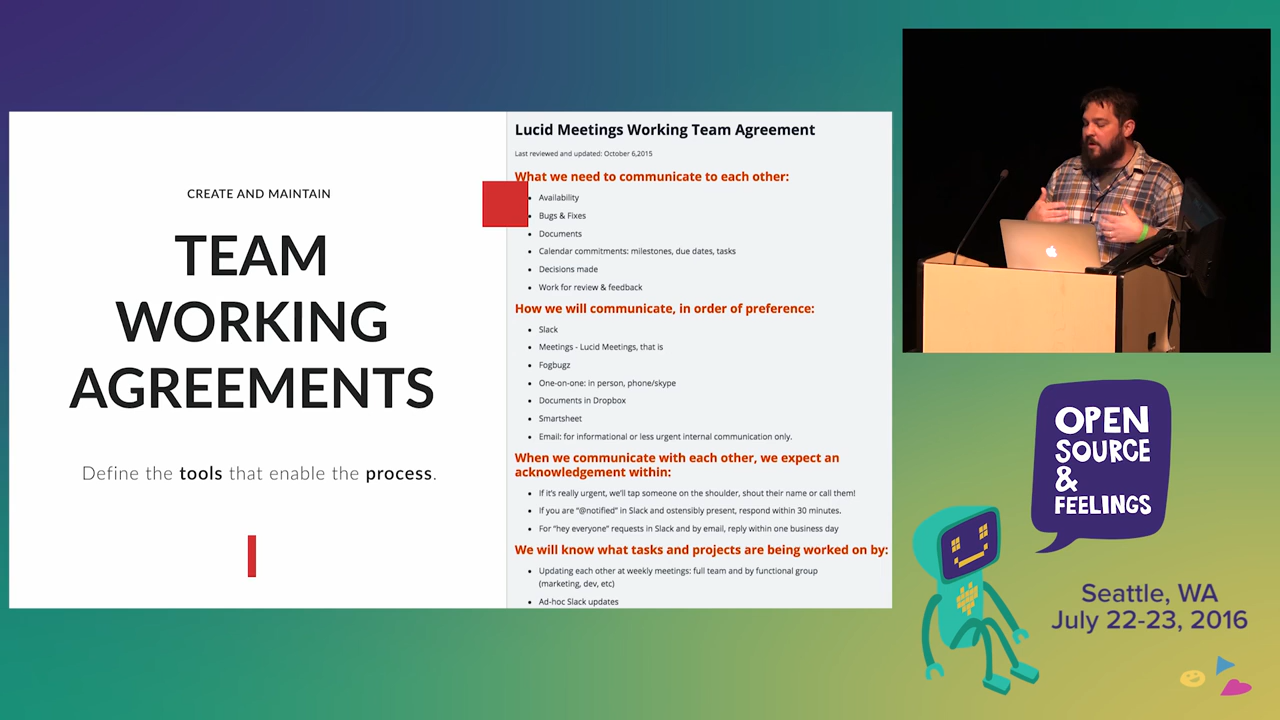 CREATE AND MAINTAIN
TEAM
WORKING
AGREEMENTS
Define the tools that enable the process.
Lucid Meetings Working Team Agreement
Last reviewed and updated: October 6,2015
What we need to communicate to each other:
Availability
Bugs & Fixes
Documents
Calendar commitments: milestones, due dates, tasks
Decisions made
Work for review & feedback
How we will communicate, in order of preference:
Slack
Meetings - Lucid Meetings, that is
Fogbugz
One-on-one: in person, phone/skype
Documents in Dropbox
Smartsheet
Email: for informational or less urgent internal communication only.
When we communicate with each other, we expect an
acknowledgement within:
If it's really urgent, we'll tap someone on the shoulder, shout their name or call them!
If you are "@notified" in Slack and ostensibly present, respond within 30 minutes.
For "hey everyone" requests in Slack and by email, reply within one business day
We will know what tasks and projects are being worked on by:
Updating each other at weekly meetings: full team and by functional group
(marketing, dev, etc)
Ad-hoc Slack updates
OPEN
SOURCE
&
FEELINGS
Seattle, WA
July 22-23, 2016